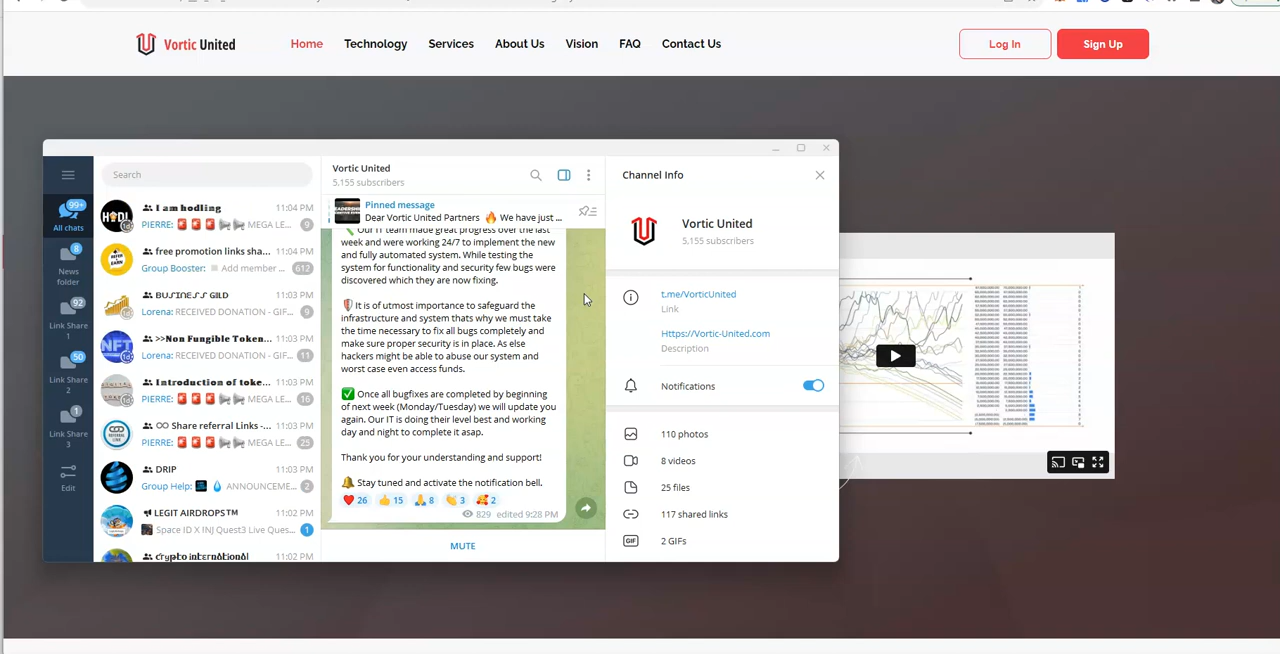 Vortic United
Home
Technology
Services
About Us
Vision
FAQ
Contact Us
Log In
Sign Up
99+
All chats
8
News
folder
92
Link Share
1
50
Link Share
2
1
Link Share
3
Edit
Search
I am hodling
11:04 PM
PIERRE: 🚨🚨🚨📢📢 MEGA LE...
9
free promotion links sha...
11:04 PM
Group Booster: Add member ...
612
BUSINESS GILD
11:03 PM
Lorena: RECEIVED DONATION - GIF...
>>Non Fungible Token...
11:03 PM
Lorena: RECEIVED DONATION - GIF...
Introduction of toke...
11:03 PM
PIERRE: 🚨🚨🚨📢📢 MEGA LE...
Share referral Links -...
11:03 PM
PIERRE: 🚨🚨🚨📢📢 MEGA LE...
25
DRIP
11:03 PM
Group Help: 💧 ANNOUNCEME...
2
LEGIT AIRDROPS™
11:02 PM
Space ID X INJ Quest3 Live Ques...
1
crypto international
11:02 PM
Vortic United
5,155 subscribers
Pinned message
Dear Vortic United Partners 🔥 We have just ...
Our IT team made great progress over the last
week and were working 24/7 to implement the new
and fully automated system. While testing the
system for functionality and security few bugs were
discovered which they are now fixing.
It is of utmost importance to safeguard the
infrastructure and system thats why we must take
the time necessary to fix all bugs completely and
make sure proper security is in place. As else
hackers might be able to abuse our system and
worst case even access funds.
✅ Once all bugfixes are completed by beginning
of next week (Monday/Tuesday) we will update you
again. Our IT is doing their level best and working
day and night to complete it asap.
Thank you for your understanding and support!
🔔 Stay tuned and activate the notification bell.
❤️ 26 👍 15 🙏 8 👏 3 🥰 2
829 edited 9:28 PM
MUTE
Channel Info
Vortic United
5,155 subscribers
t.me/VorticUnited
Link
Https://Vortic-United.com
Description
Notifications
110 photos
8 videos
25 files
117 shared links
GIF
2 GIFs